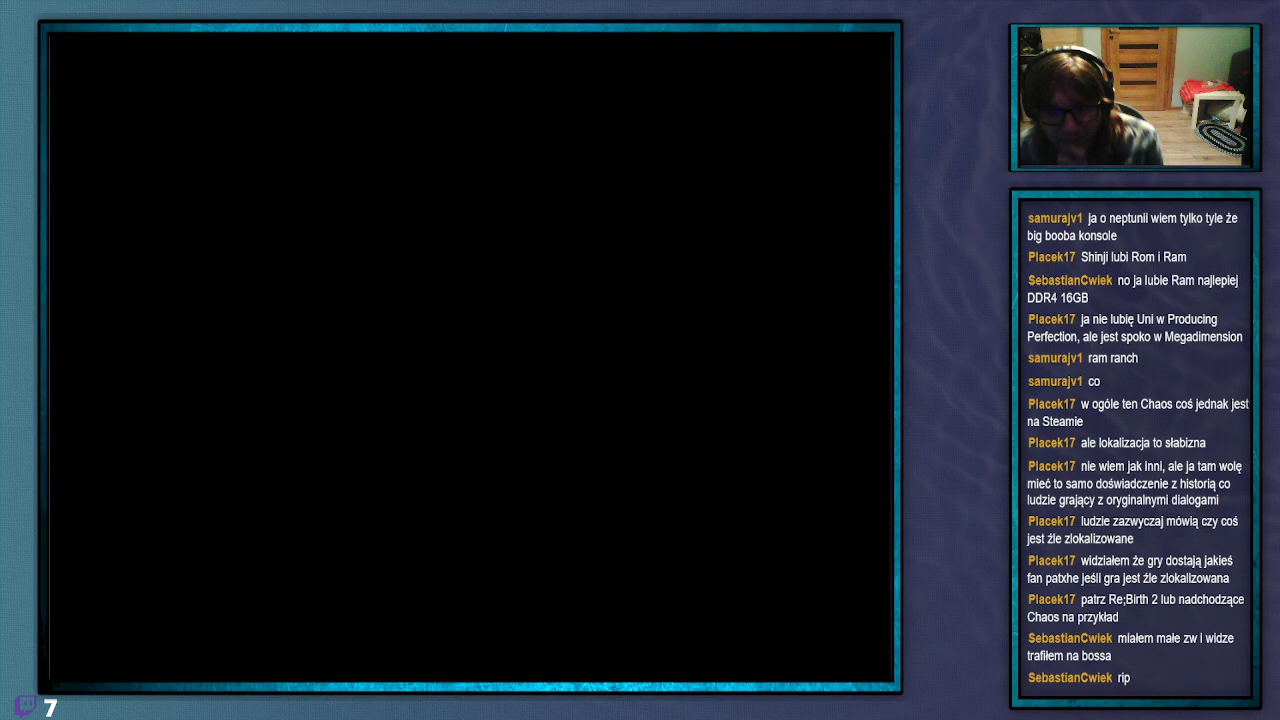 samurajv1 ja o neptunii wiem tylko tyle że
big booba konsole
Placek17 Shinji lubi Rom i Ram
SebastianCwiek no ja lubie Ram najlepiej
DDR4 16GB
Placek17 ja nie lubię Uni w Producing
Perfection, ale jest spoko w Megadimension
samurajv1 ram ranch
samurajv1 co
Placek17 w ogóle ten Chaos coś jednak jest
na Steamie
Placek17 ale lokalizacja to słabizna
Placek17 nie wiem jak inni, ale ja tam wolę
mieć to samo doświadczenie z historią co
ludzie grający z oryginalnymi dialogami
Placek17 ludzie zazwyczaj mówią czy coś
jest źle zlokalizowane
Placek17 widziałem że gry dostają jakieś
fan patxhe jeśli gra jest źle zlokalizowana
Placek17 patrz Re;Birth 2 lub nadchodzące
Chaos na przykład
SebastianCwiek miałem małe zw i widze
trafiłem na bossa
SebastianCwiek rip
7